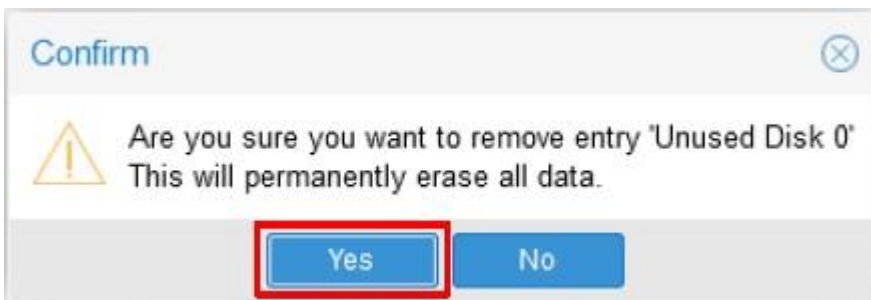 Confirm
Are you sure you want to remove entry 'Unused Disk 0'
This will permanently erase all data.
Yes
No